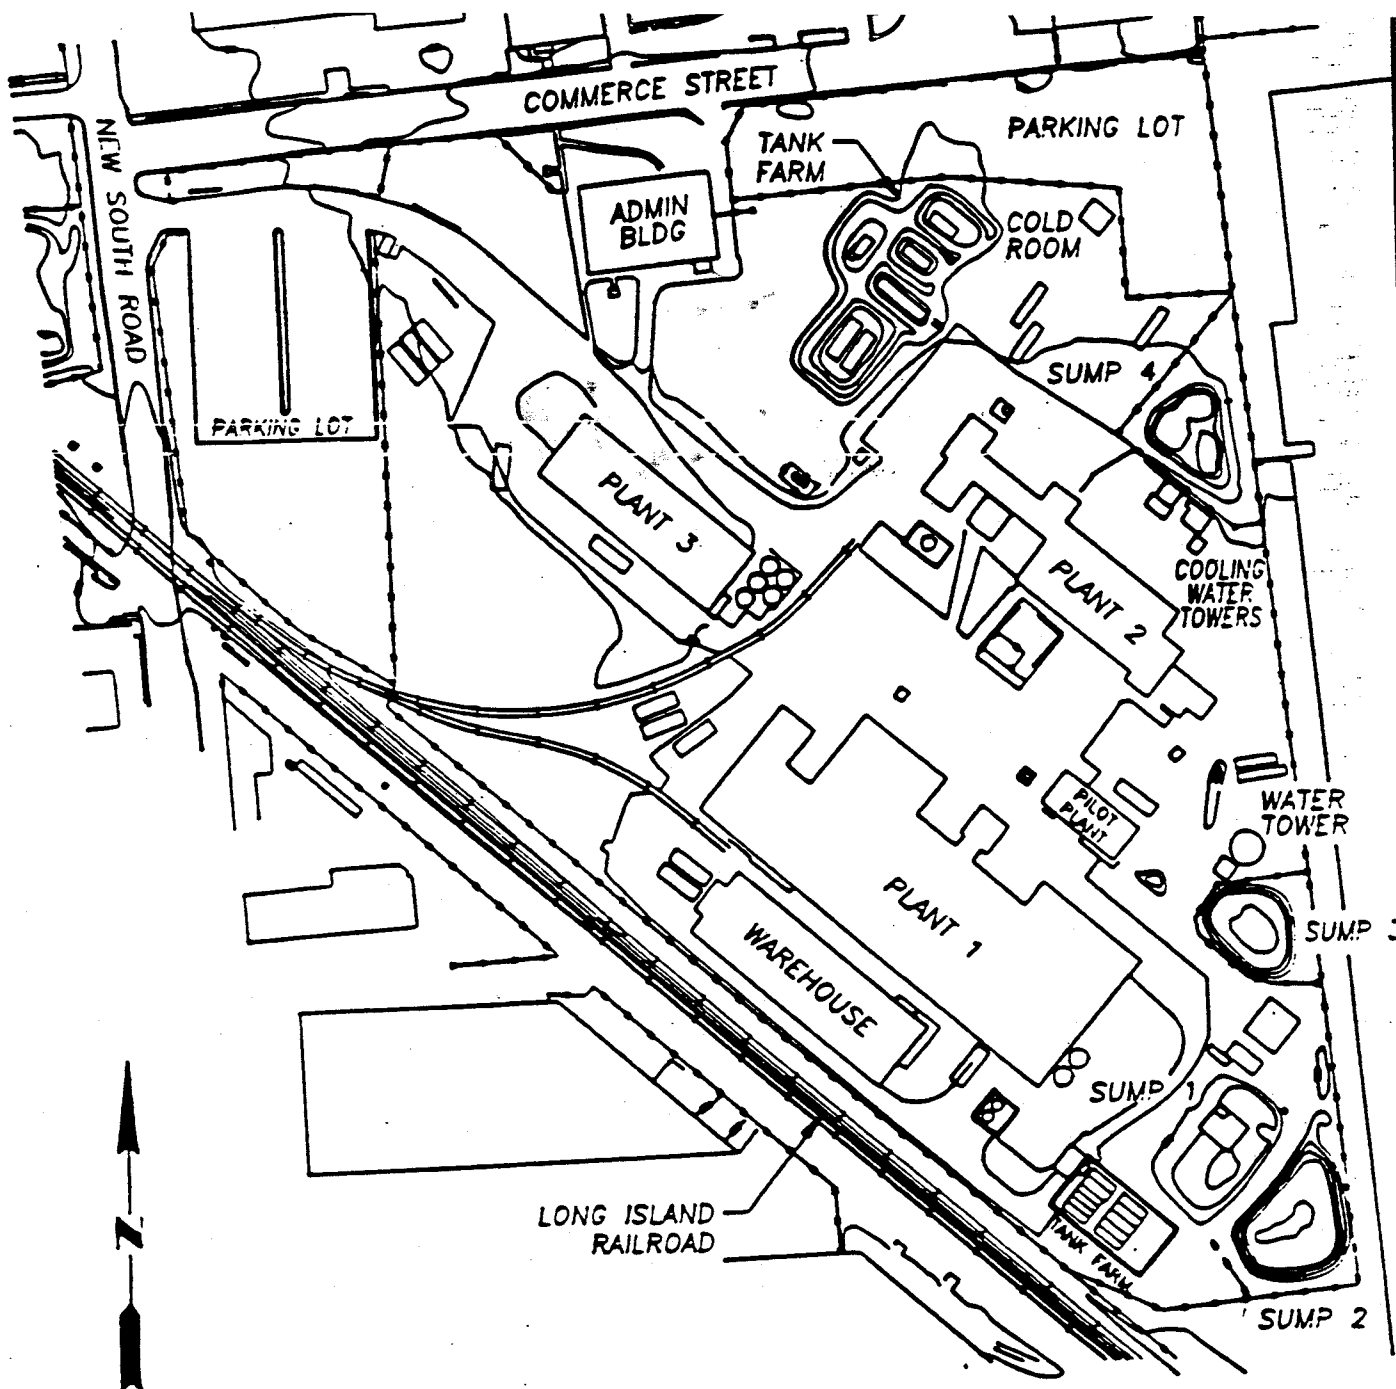 COMMERCE STREET
NEW SOUTH ROAD
TANK
FARM
PARKING LOT
ADMIN
BLDG
COLD
ROOM
SUMP 4
PARKING LOT
PLANT 3
PLANT 2
COOLING
WATER
TOWERS
PILOT
PLANT
WATER
TOWER
PLANT 1
SUMP
WAREHOUSE
SUMP 1
LONG ISLAND
RAILROAD
TANK FARM
SUMP 2
N